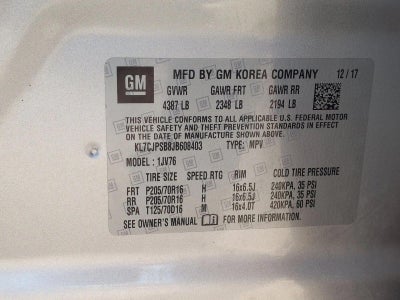 GM
MFD BY GM KOREA COMPANY 12/17
GVWR GAWR FRT GAWR RR
4387 LB 2348 LB 2194 LB
THIS VEHICLE CONFORMS TO ALL APPLICABLE U.S. FEDERAL MOTOR
VEHICLE SAFETY AND THEFT PREVENTION STANDARDS IN EFFECT
ON THE DATE OF MANUFACTURE SHOWN ABOVE.
KL7CJPSB8JB608403 TYPE: MPV
MODEL: 1JV76
TIRE SIZE SPEED RTG RIM COLD TIRE PRESSURE
FRT P205/70R16 H 16x6.5J 240KPA, 35 PSI
RR P205/70R16 H 16x6.5J 240KPA, 35 PSI
SPA T125/70D16 M 16x4.0T 420KPA, 60 PSI
SEE OWNER'S MANUAL FOR MORE INFORMATION.